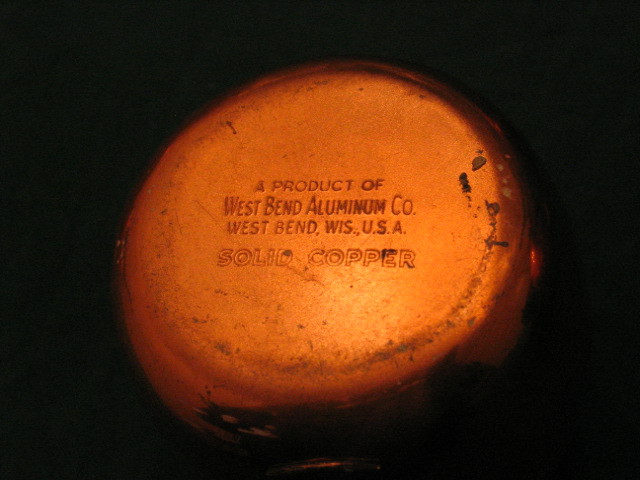 A PRODUCT OF
WEST BEND ALUMINUM CO.
WEST BEND, WIS., U.S.A.
SOLID COPPER